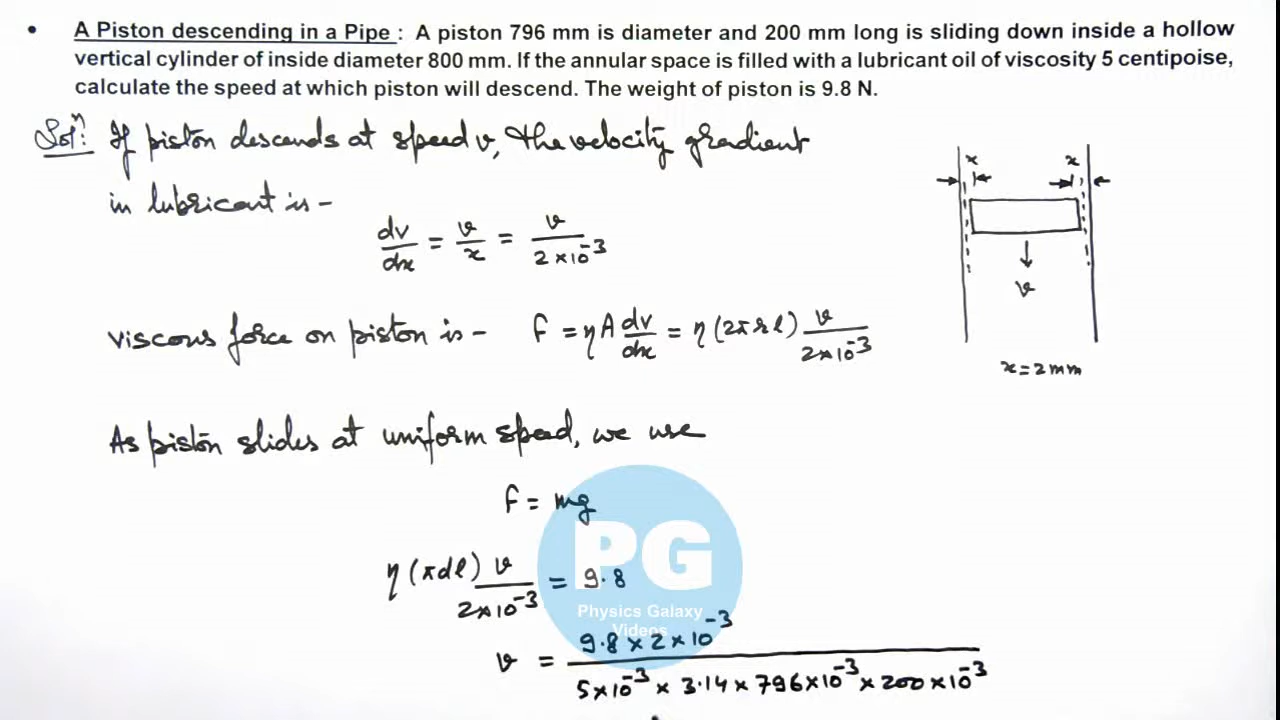 • A Piston descending in a Pipe : A piston 796 mm is diameter and 200 mm long is sliding down inside a hollow
vertical cylinder of inside diameter 800 mm. If the annular space is filled with a lubricant oil of viscosity 5 centipoise,
calculate the speed at which piston will descend. The weight of piston is 9.8 N.
Solⁿ: If piston descends at speed v, the velocity gradient
in lubricant is –
dv/dx = v/x = v/2×10⁻³
x x
v
x = 2mm
viscous force on piston is – F = ηA dv/dx = η(2πrl) v/2×10⁻³
As piston slides at uniform speed, we use
F = mg
η(πdl) v/2×10⁻³ = 9.8
v = 9.8 × 2 × 10⁻³/5×10⁻³ × 3.14 × 796×10⁻³ × 200×10⁻³
PG
Physics Galaxy
Videos